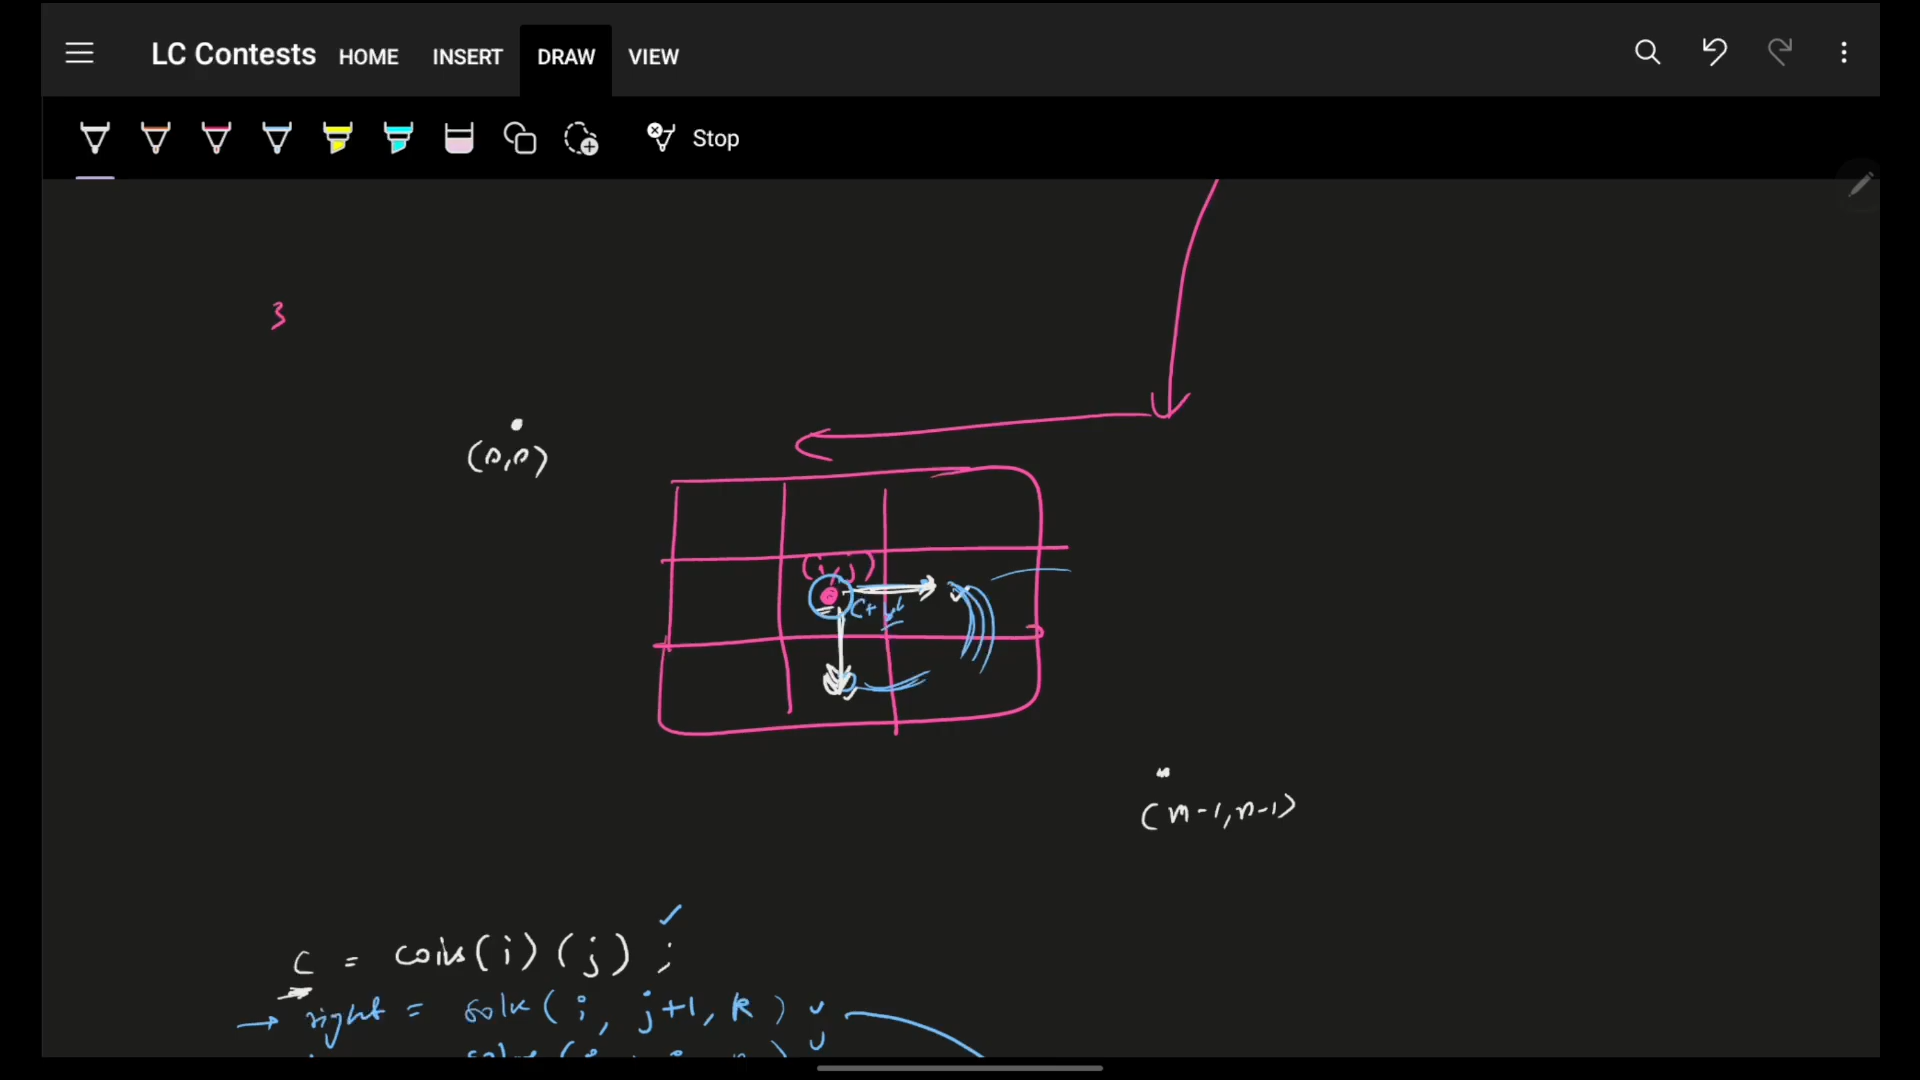 LC Contests HOME INSERT DRAW VIEW
Stop
3
(0,0)
(i,j)
C+
(m-1,n-1)
C = coins(i)(j);
→ right = solve(i, j+1, k)